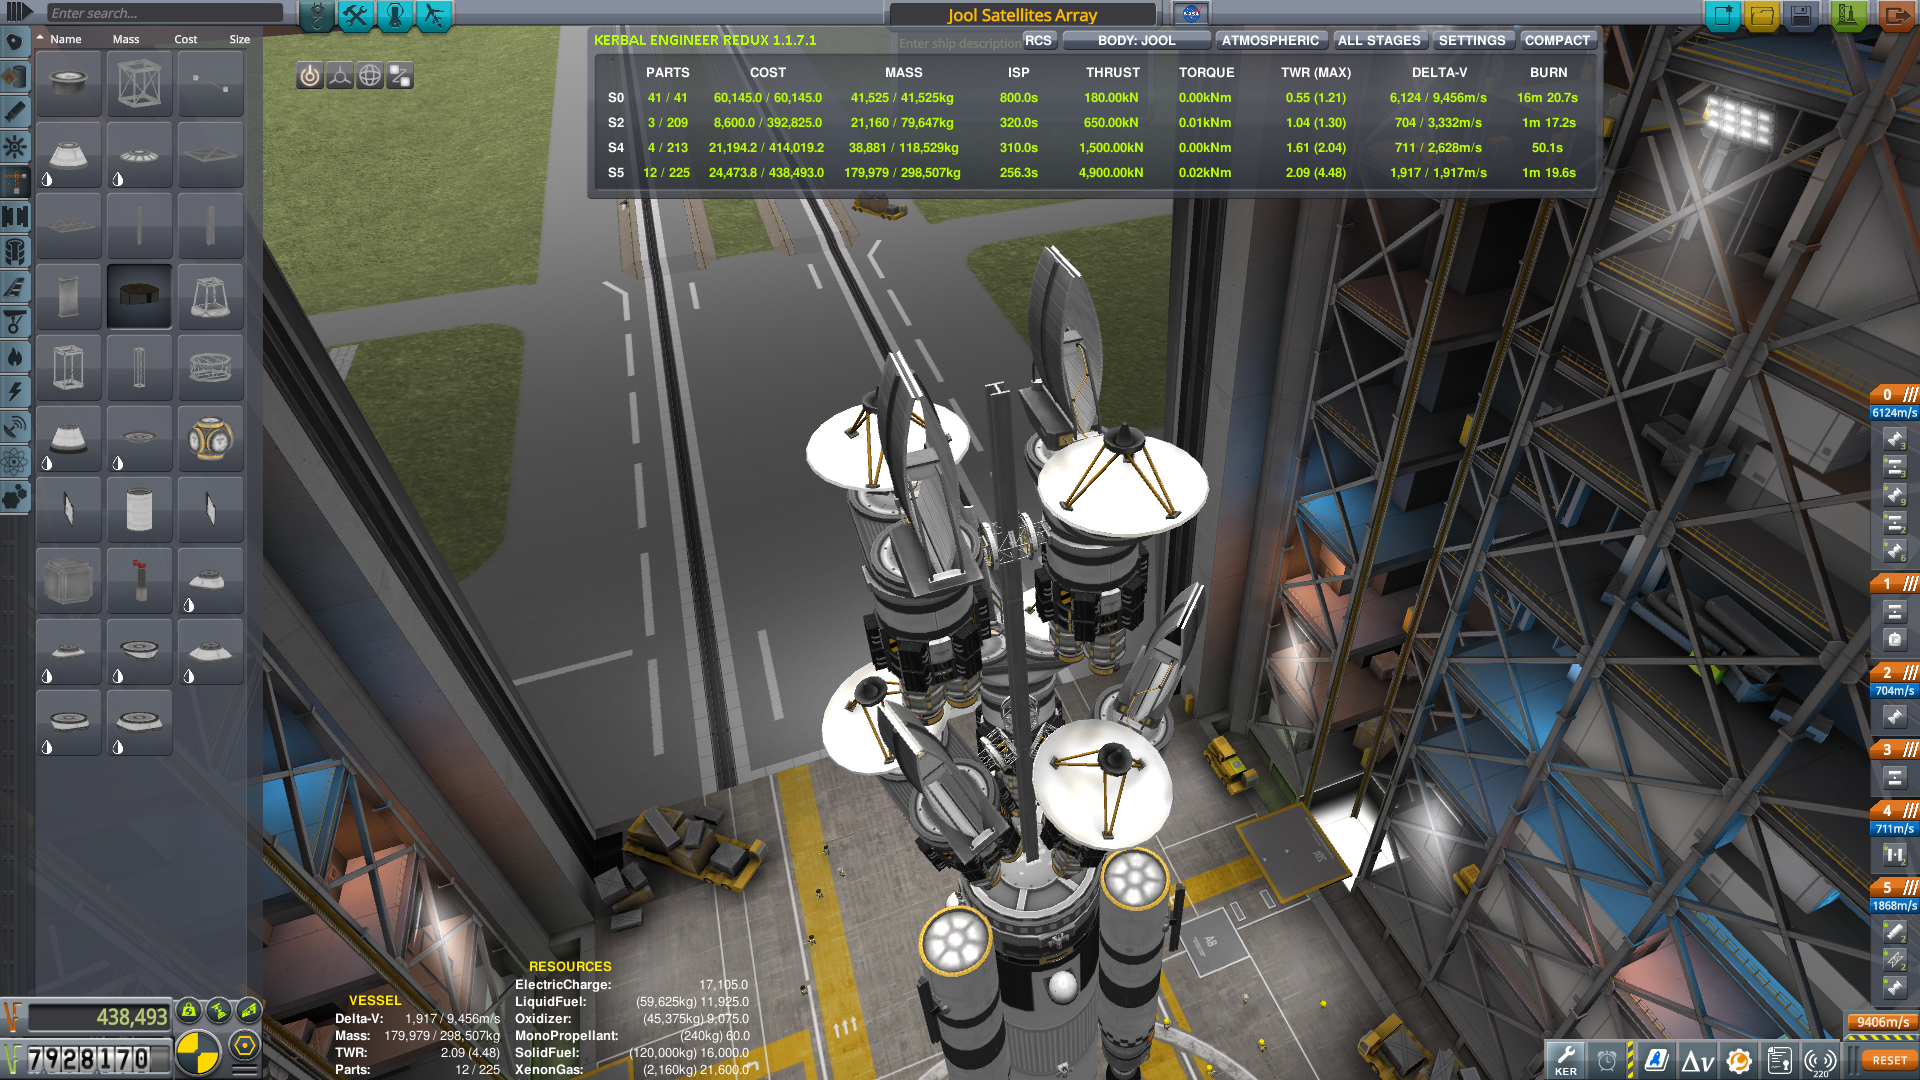 Enter search...
Jool Satellites Array
Name Mass Cost Size
KERBAL ENGINEER REDUX 1.1.7.1
Enter ship description
RCS BODY: JOOL ATMOSPHERIC ALL STAGES SETTINGS COMPACT
PARTS COST MASS ISP THRUST TORQUE TWR (MAX) DELTA-V BURN
S0 41 / 41 60,145.0 / 60,145.0 41,525 / 41,525kg 800.0s 180.00kN 0.00kNm 0.55 (1.21) 6,124 / 9,456m/s 16m 20.7s
S2 3 / 209 8,600.0 / 392,825.0 21,160 / 79,647kg 320.0s 650.00kN 0.01kNm 1.04 (1.30) 704 / 3,332m/s 1m 17.2s
S4 4 / 213 21,194.2 / 414,019.2 38,881 / 118,529kg 310.0s 1,500.00kN 0.00kNm 1.61 (2.04) 711 / 2,628m/s 50.1s
S5 12 / 225 24,473.8 / 438,493.0 179,979 / 298,507kg 256.3s 4,900.00kN 0.02kNm 2.09 (4.48) 1,917 / 1,917m/s 1m 19.6s
0
6124m/s
3
3
9
2
6
1
2
704m/s
3
4
711m/s
2
5
1868m/s
2
2
9406m/s
RESOURCES
ElectricCharge: 17,105.0
LiquidFuel: (59,625kg) 11,925.0
Oxidizer: (45,375kg) 9,075.0
MonoPropellant: (240kg) 60.0
SolidFuel: (120,000kg) 16,000.0
XenonGas: (2,160kg) 21,600.0
VESSEL
Delta-V: 1,917 / 9,456m/s
Mass: 179,979 / 298,507kg
TWR: 2.09 (4.48)
Parts: 12 / 225
438,493
7928170
KER
Δv
220
RESET